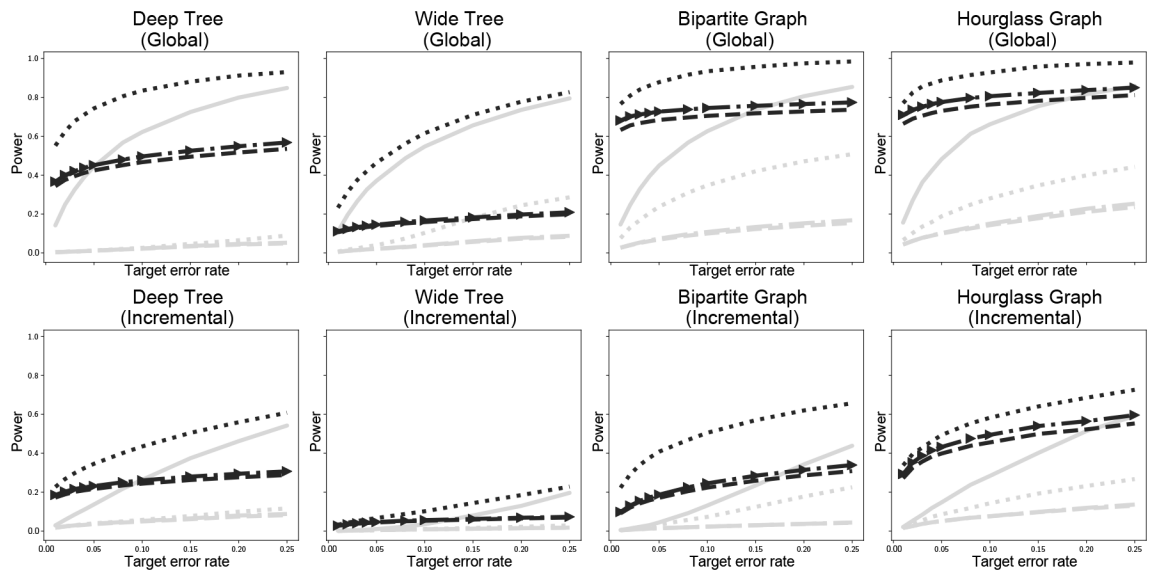 Deep Tree
(Global)
Wide Tree
(Global)
Bipartite Graph
(Global)
Hourglass Graph
(Global)
1.0
0.8
0.6
0.4
0.2
0.0
Power
Power
Power
Power
Target error rate
Target error rate
Target error rate
Target error rate
Deep Tree
(Incremental)
Wide Tree
(Incremental)
Bipartite Graph
(Incremental)
Hourglass Graph
(Incremental)
1.0
0.8
0.6
0.4
0.2
0.0
Power
Power
Power
Power
0.00 0.05 0.10 0.15 0.20 0.25
0.00 0.05 0.10 0.15 0.20 0.25
0.00 0.05 0.10 0.15 0.20 0.25
0.00 0.05 0.10 0.15 0.20 0.25
Target error rate
Target error rate
Target error rate
Target error rate